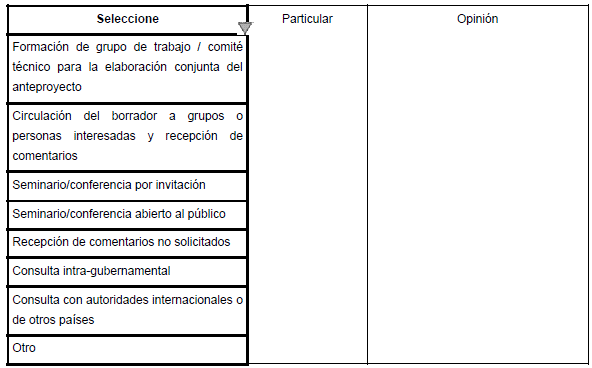 Seleccione
Particular
Opinión
Formación de grupo de trabajo / comité
técnico para la elaboración conjunta del
anteproyecto
Circulación del borrador a grupos o
personas interesadas y recepción de
comentarios
Seminario/conferencia por invitación
Seminario/conferencia abierto al público
Recepción de comentarios no solicitados
Consulta intra-gubernamental
Consulta con autoridades internacionales o
de otros países
Otro